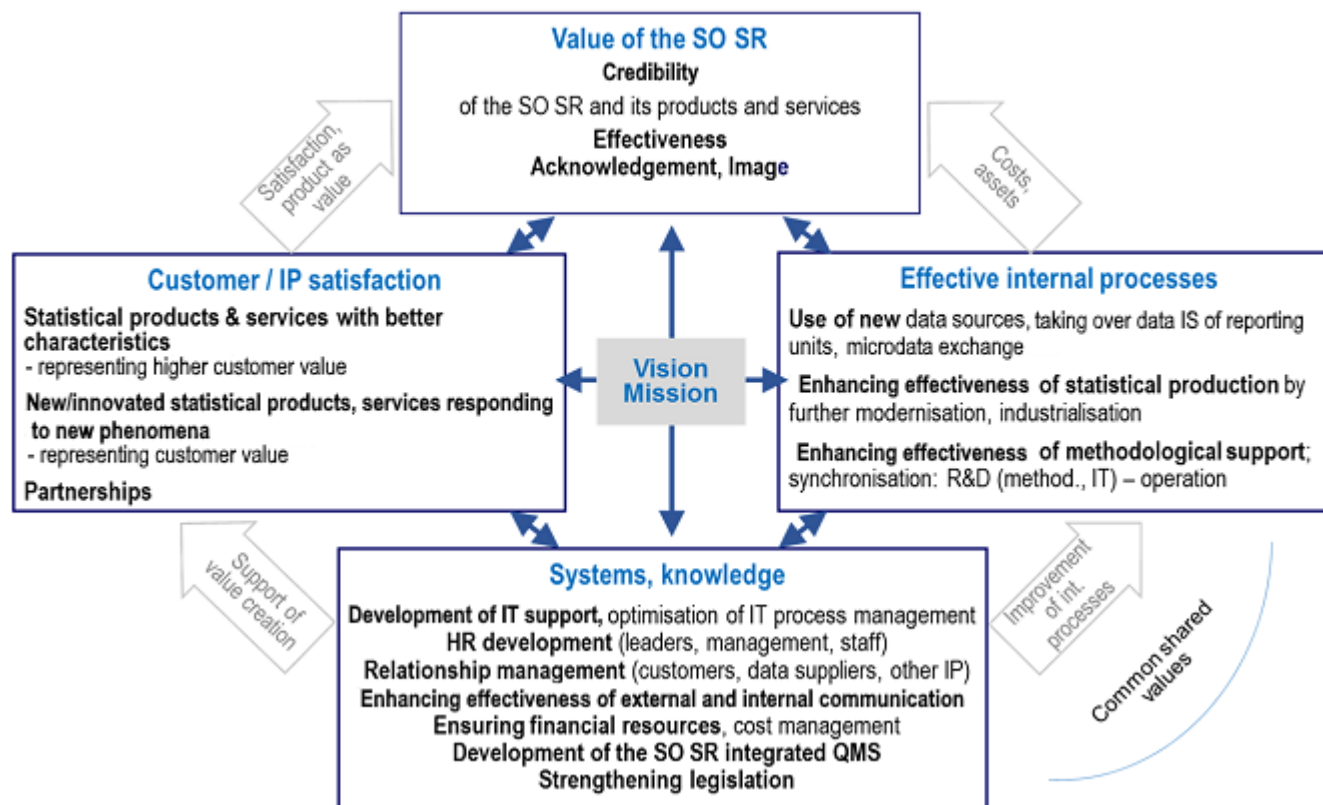 Value of the SO SR
Credibility
of the SO SR and its products and services
Effectiveness
Acknowledgement, Image
Satisfaction,
product as
value
Costs,
assets
Customer / IP satisfaction
Statistical products & services with better
characteristics
- representing higher customer value
New/innovated statistical products, services responding
to new phenomena
- representing customer value
Partnerships
Vision
Mission
Effective internal processes
Use of new data sources, taking over data IS of reporting
units, microdata exchange
Enhancing effectiveness of statistical production by
further modernisation, industrialisation
Enhancing effectiveness of methodological support;
synchronisation: R&D (method., IT) – operation
Support of
value creation
Systems, knowledge
Development of IT support, optimisation of IT process management
HR development (leaders, management, staff)
Relationship management (customers, data suppliers, other IP)
Enhancing effectiveness of external and internal communication
Ensuring financial resources, cost management
Development of the SO SR integrated QMS
Strengthening legislation
Improvement
of int.
processes
Common shared
values